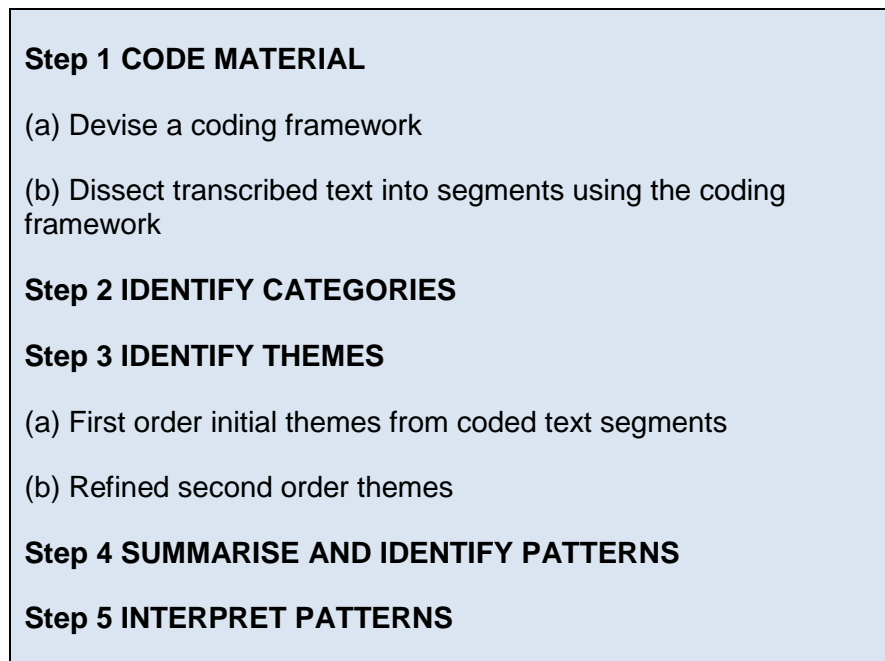 Step 1 CODE MATERIAL
(a) Devise a coding framework
(b) Dissect transcribed text into segments using the coding
framework
Step 2 IDENTIFY CATEGORIES
Step 3 IDENTIFY THEMES
(a) First order initial themes from coded text segments
(b) Refined second order themes
Step 4 SUMMARISE AND IDENTIFY PATTERNS
Step 5 INTERPRET PATTERNS